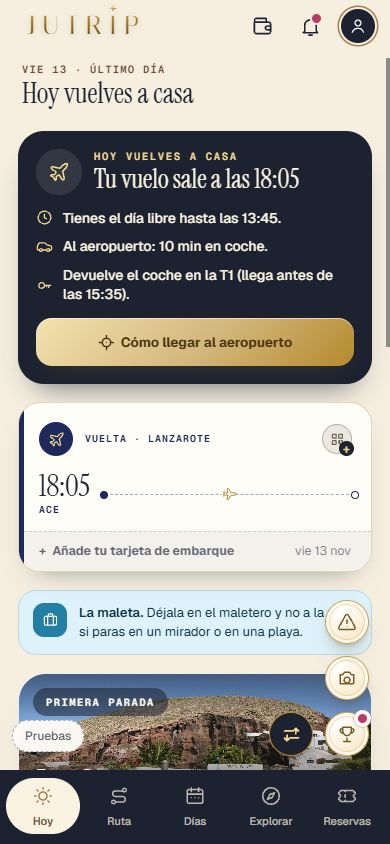 JUTRIP
VIE 13 · ÚLTIMO DÍA
Hoy vuelves a casa
HOY VUELVES A CASA
Tu vuelo sale a las 18:05
Tienes el día libre hasta las 13:45.
Al aeropuerto: 10 min en coche.
Devuelve el coche en la T1 (llega antes de
las 15:35).
Cómo llegar al aeropuerto
VUELTA · LANZAROTE
18:05
ACE
+ Añade tu tarjeta de embarque
vie 13 nov
La maleta. Déjala en el maletero y no a la
si paras en un mirador o en una playa.
PRIMERA PARADA
Pruebas
Hoy
Ruta
Días
Explorar
Reservas